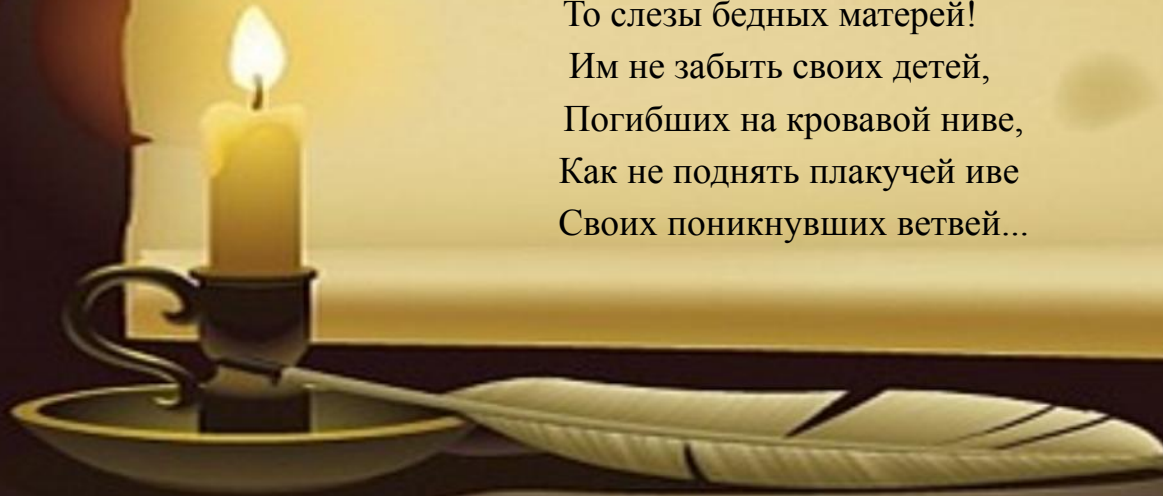 То слезы бедных матерей!
Им не забыть своих детей,
Погибших на кровавой ниве,
Как не поднять плакучей иве
Своих поникнувших ветвей...